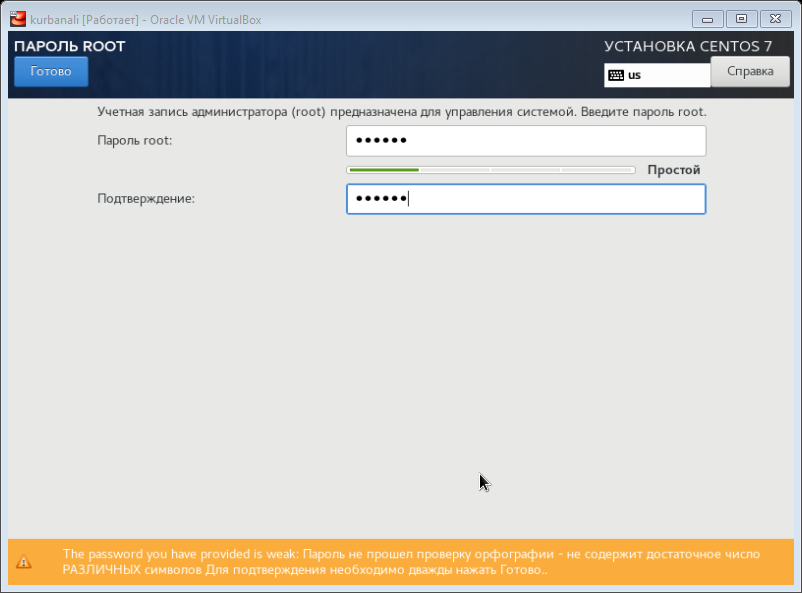 kurbanali [Работает] - Oracle VM VirtualBox
ПАРОЛЬ ROOT
УСТАНОВКА CENTOS 7
Готово
us
Справка
Учетная запись администратора (root) предназначена для управления системой. Введите пароль root.
Пароль root:
••••••
Простой
Подтверждение:
••••••
The password you have provided is weak: Пароль не прошел проверку орфографии - не содержит достаточное число
РАЗЛИЧНЫХ символов Для подтверждения необходимо дважды нажать Готово..